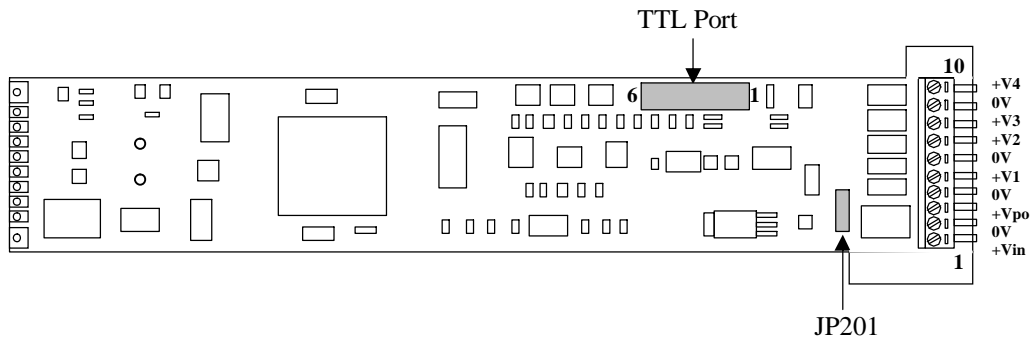 TTL Port
10
6 1
+V4
0V
+V3
+V2
0V
+V1
0V
+Vpo
0V
+Vin
1
JP201